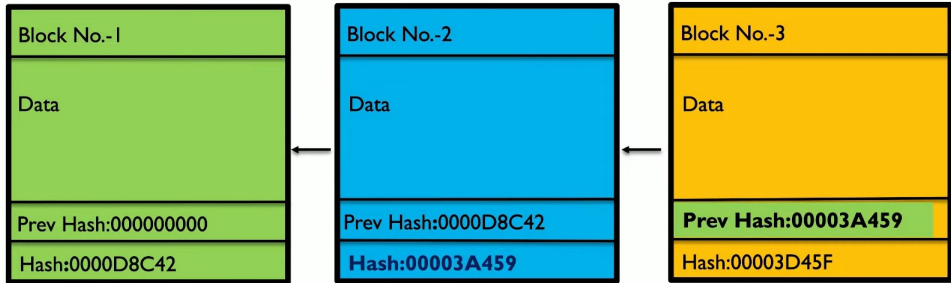 Block No.-1
Data
Prev Hash:000000000
Hash:0000D8C42
Block No.-2
Data
Prev Hash:0000D8C42
Hash:00003A459
Block No.-3
Data
Prev Hash:00003A459
Hash:00003D45F